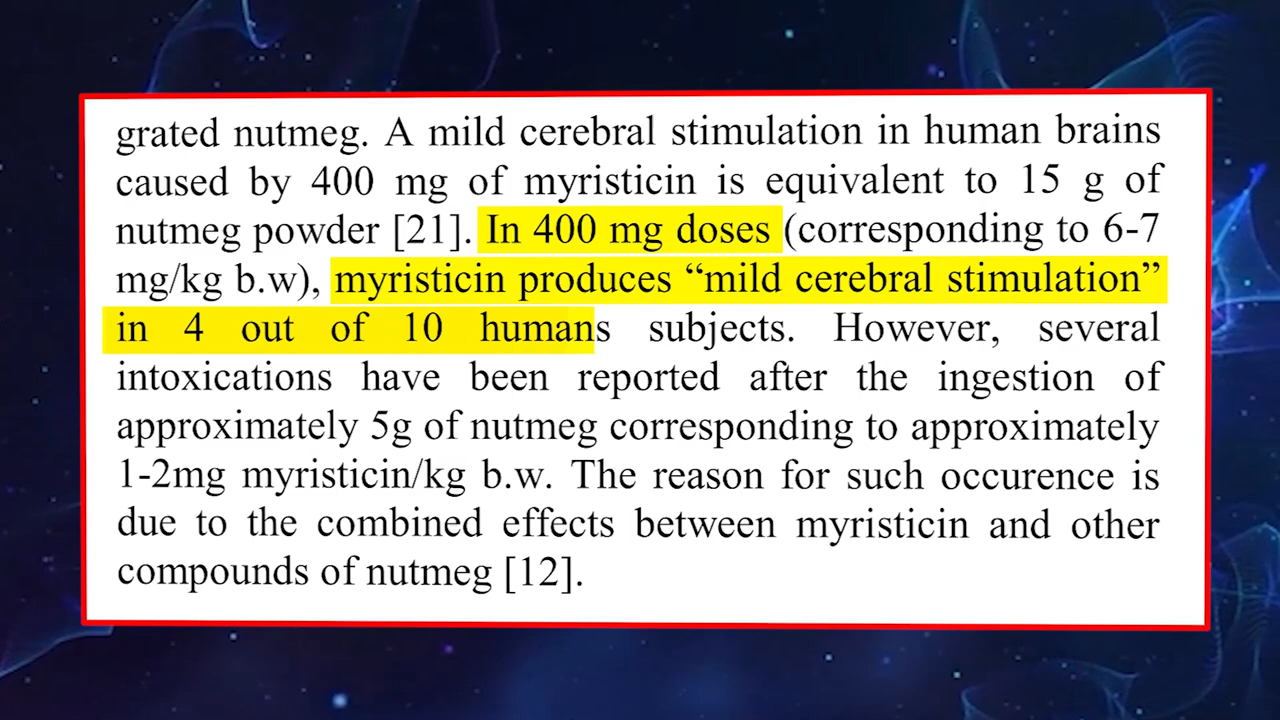 grated nutmeg. A mild cerebral stimulation in human brains
caused by 400 mg of myristicin is equivalent to 15 g of
nutmeg powder [21]. In 400 mg doses (corresponding to 6-7
mg/kg b.w), myristicin produces “mild cerebral stimulation”
in 4 out of 10 humans subjects. However, several
intoxications have been reported after the ingestion of
approximately 5g of nutmeg corresponding to approximately
1-2mg myristicin/kg b.w. The reason for such occurence is
due to the combined effects between myristicin and other
compounds of nutmeg [12].